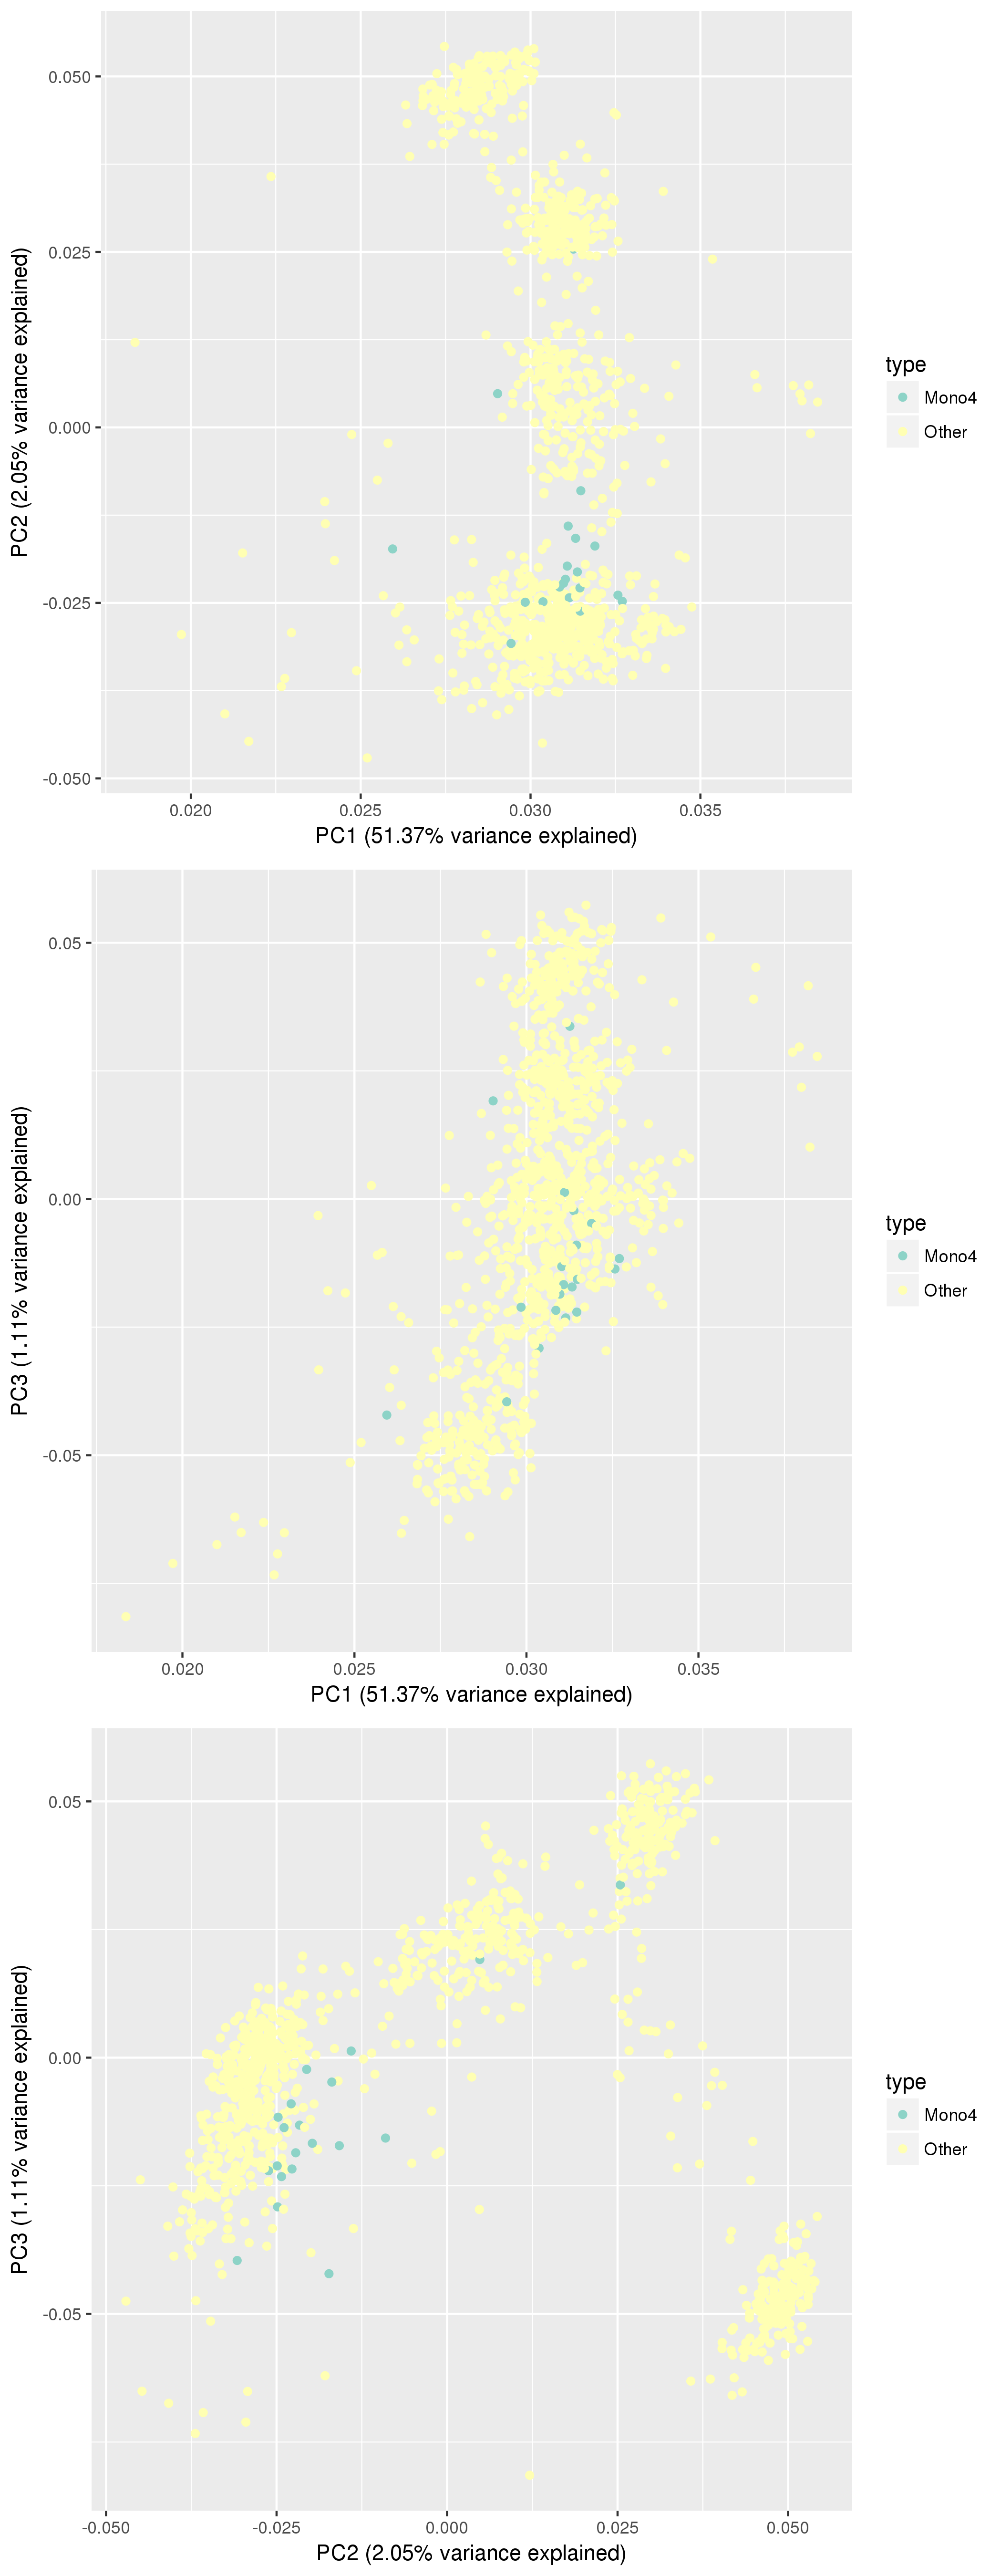 0.050
0.025
0.000
-0.025
-0.050
PC2 (2.05% variance explained)
0.020 0.025 0.030 0.035
PC1 (51.37% variance explained)
type
Mono4
Other
0.05
0.00
-0.05
PC3 (1.11% variance explained)
0.020 0.025 0.030 0.035
PC1 (51.37% variance explained)
type
Mono4
Other
0.05
0.00
-0.05
PC3 (1.11% variance explained)
-0.050 -0.025 0.000 0.025 0.050
PC2 (2.05% variance explained)
type
Mono4
Other